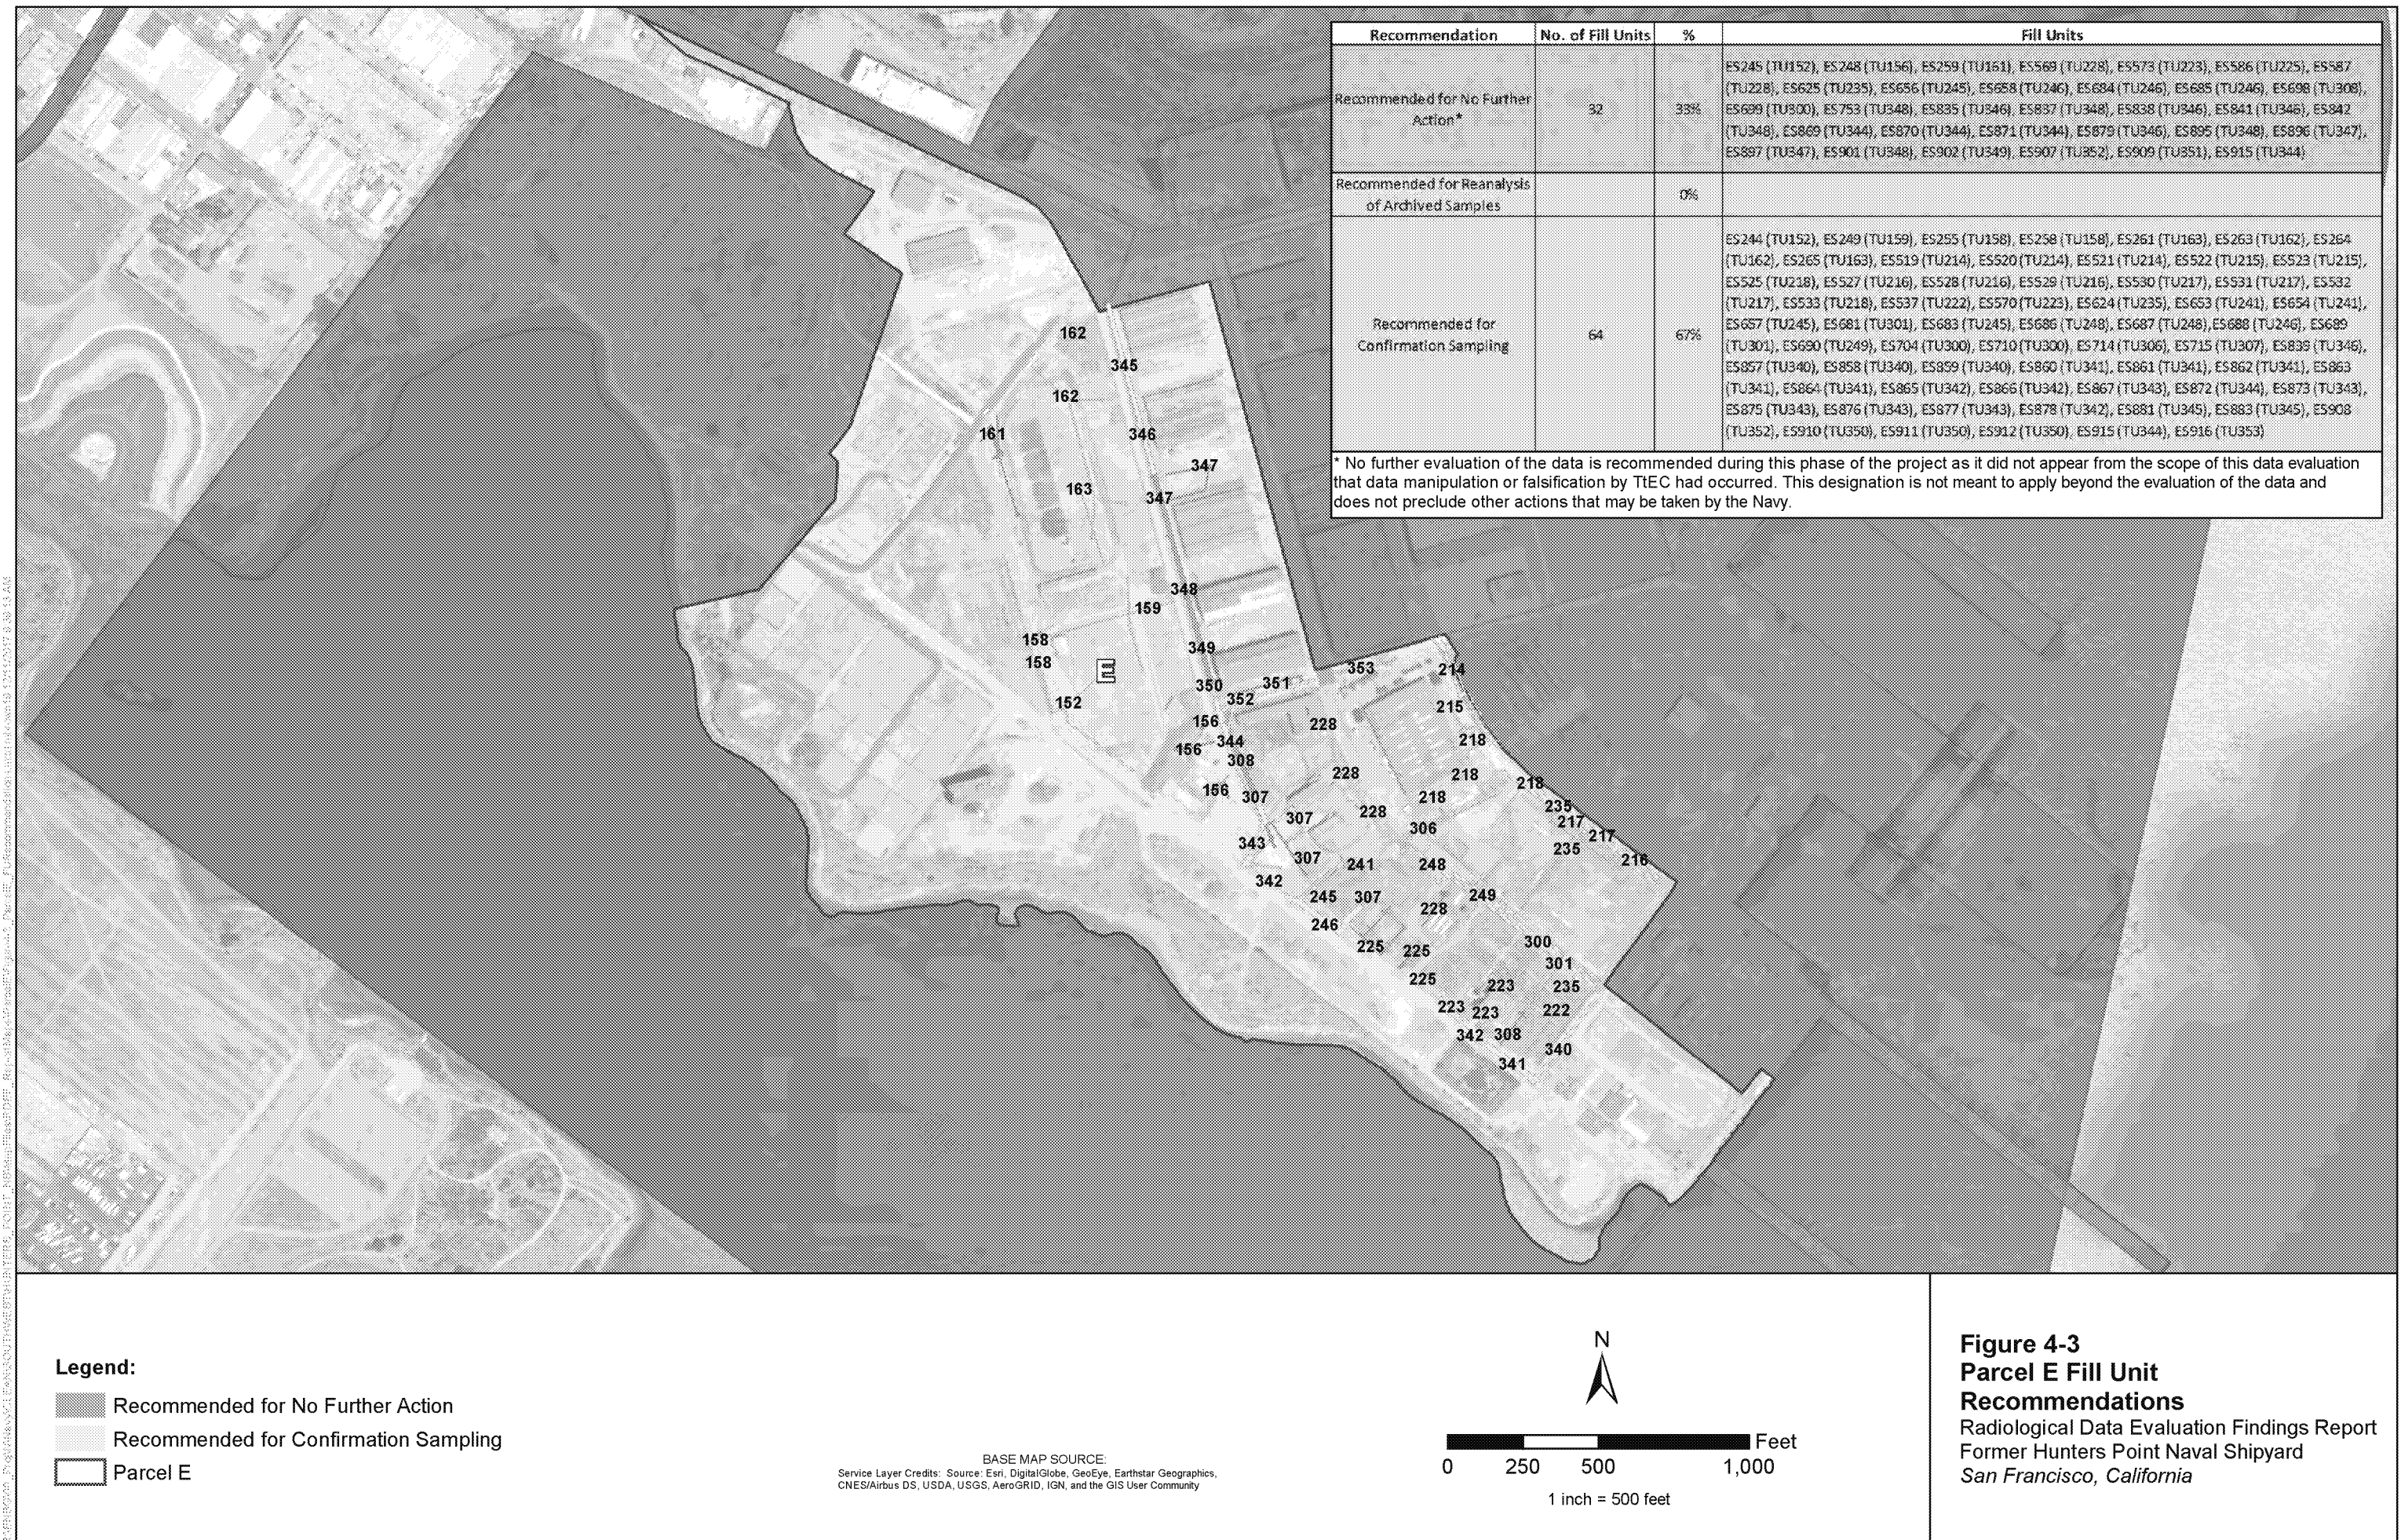 Recommendation No. of Fill Units % Fill Units
Recommended for No Further Action* 32 33%
ES245 (TU152), ES248 (TU156), ES259 (TU161), ES569 (TU228), ES573 (TU223), ES586 (TU225), ES587
(TU228), ES625 (TU235), ES656 (TU245), ES658 (TU246), ES684 (TU246), ES685 (TU246), ES698 (TU308),
ES699 (TU300), ES753 (TU348), ES835 (TU346), ES837 (TU348), ES838 (TU346), ES841 (TU346), ES842
(TU348), ES869 (TU344), ES870 (TU344), ES871 (TU344), ES879 (TU346), ES895 (TU348), ES896 (TU347),
ES897 (TU347), ES901 (TU348), ES902 (TU349), ES907 (TU352), ES909 (TU351), ES915 (TU344)
Recommended for Reanalysis
of Archived Samples 0%
Recommended for
Confirmation Sampling 64 67%
ES244 (TU152), ES249 (TU159), ES255 (TU158), ES258 (TU158), ES261 (TU163), ES263 (TU162), ES264
(TU162), ES265 (TU163), ES519 (TU214), ES520 (TU214), ES521 (TU214), ES522 (TU215), ES523 (TU215),
ES525 (TU218), ES527 (TU216), ES528 (TU216), ES529 (TU216), ES530 (TU217), ES531 (TU217), ES532
(TU217), ES533 (TU218), ES537 (TU222), ES570 (TU223), ES624 (TU235), ES653 (TU241), ES654 (TU241),
ES657 (TU245), ES681 (TU301), ES683 (TU245), ES686 (TU248), ES687 (TU248),ES688 (TU246), ES689
(TU301), ES690 (TU249), ES704 (TU300), ES710 (TU300), ES714 (TU306), ES715 (TU307), ES839 (TU346),
ES857 (TU340), ES858 (TU340), ES859 (TU340), ES860 (TU341), ES861 (TU341), ES862 (TU341), ES863
(TU341), ES864 (TU341), ES865 (TU342), ES866 (TU342), ES867 (TU343), ES872 (TU344), ES873 (TU343),
ES875 (TU343), ES876 (TU343), ES877 (TU343), ES878 (TU342), ES881 (TU345), ES883 (TU345), ES908
(TU352), ES910 (TU350), ES911 (TU350), ES912 (TU350), ES915 (TU344), ES916 (TU353)
* No further evaluation of the data is recommended during this phase of the project as it did not appear from the scope of this data evaluation
that data manipulation or falsification by TtEC had occurred. This designation is not meant to apply beyond the evaluation of the data and
does not preclude other actions that may be taken by the Navy.
162
345
162
161
346
347
163
347
348
159
158
349
158
E
353
214
152
350
351
352
215
156
228
344
218
156
308
228
218
218
156
307
218
235
228
307
217
306
217
343
235
307
241
248
216
342
245
307
249
228
246
225
225
300
301
225
223
235
223
223
222
342
308
340
341
Legend:
Recommended for No Further Action
Recommended for Confirmation Sampling
Parcel E
BASE MAP SOURCE:
Service Layer Credits: Source: Esri, DigitalGlobe, GeoEye, Earthstar Geographics,
CNES/Airbus DS, USDA, USGS, AeroGRID, IGN, and the GIS User Community
N
Feet
0 250 500 1,000
1 inch = 500 feet
Figure 4-3
Parcel E Fill Unit
Recommendations
Radiological Data Evaluation Findings Report
Former Hunters Point Naval Shipyard
San Francisco, California